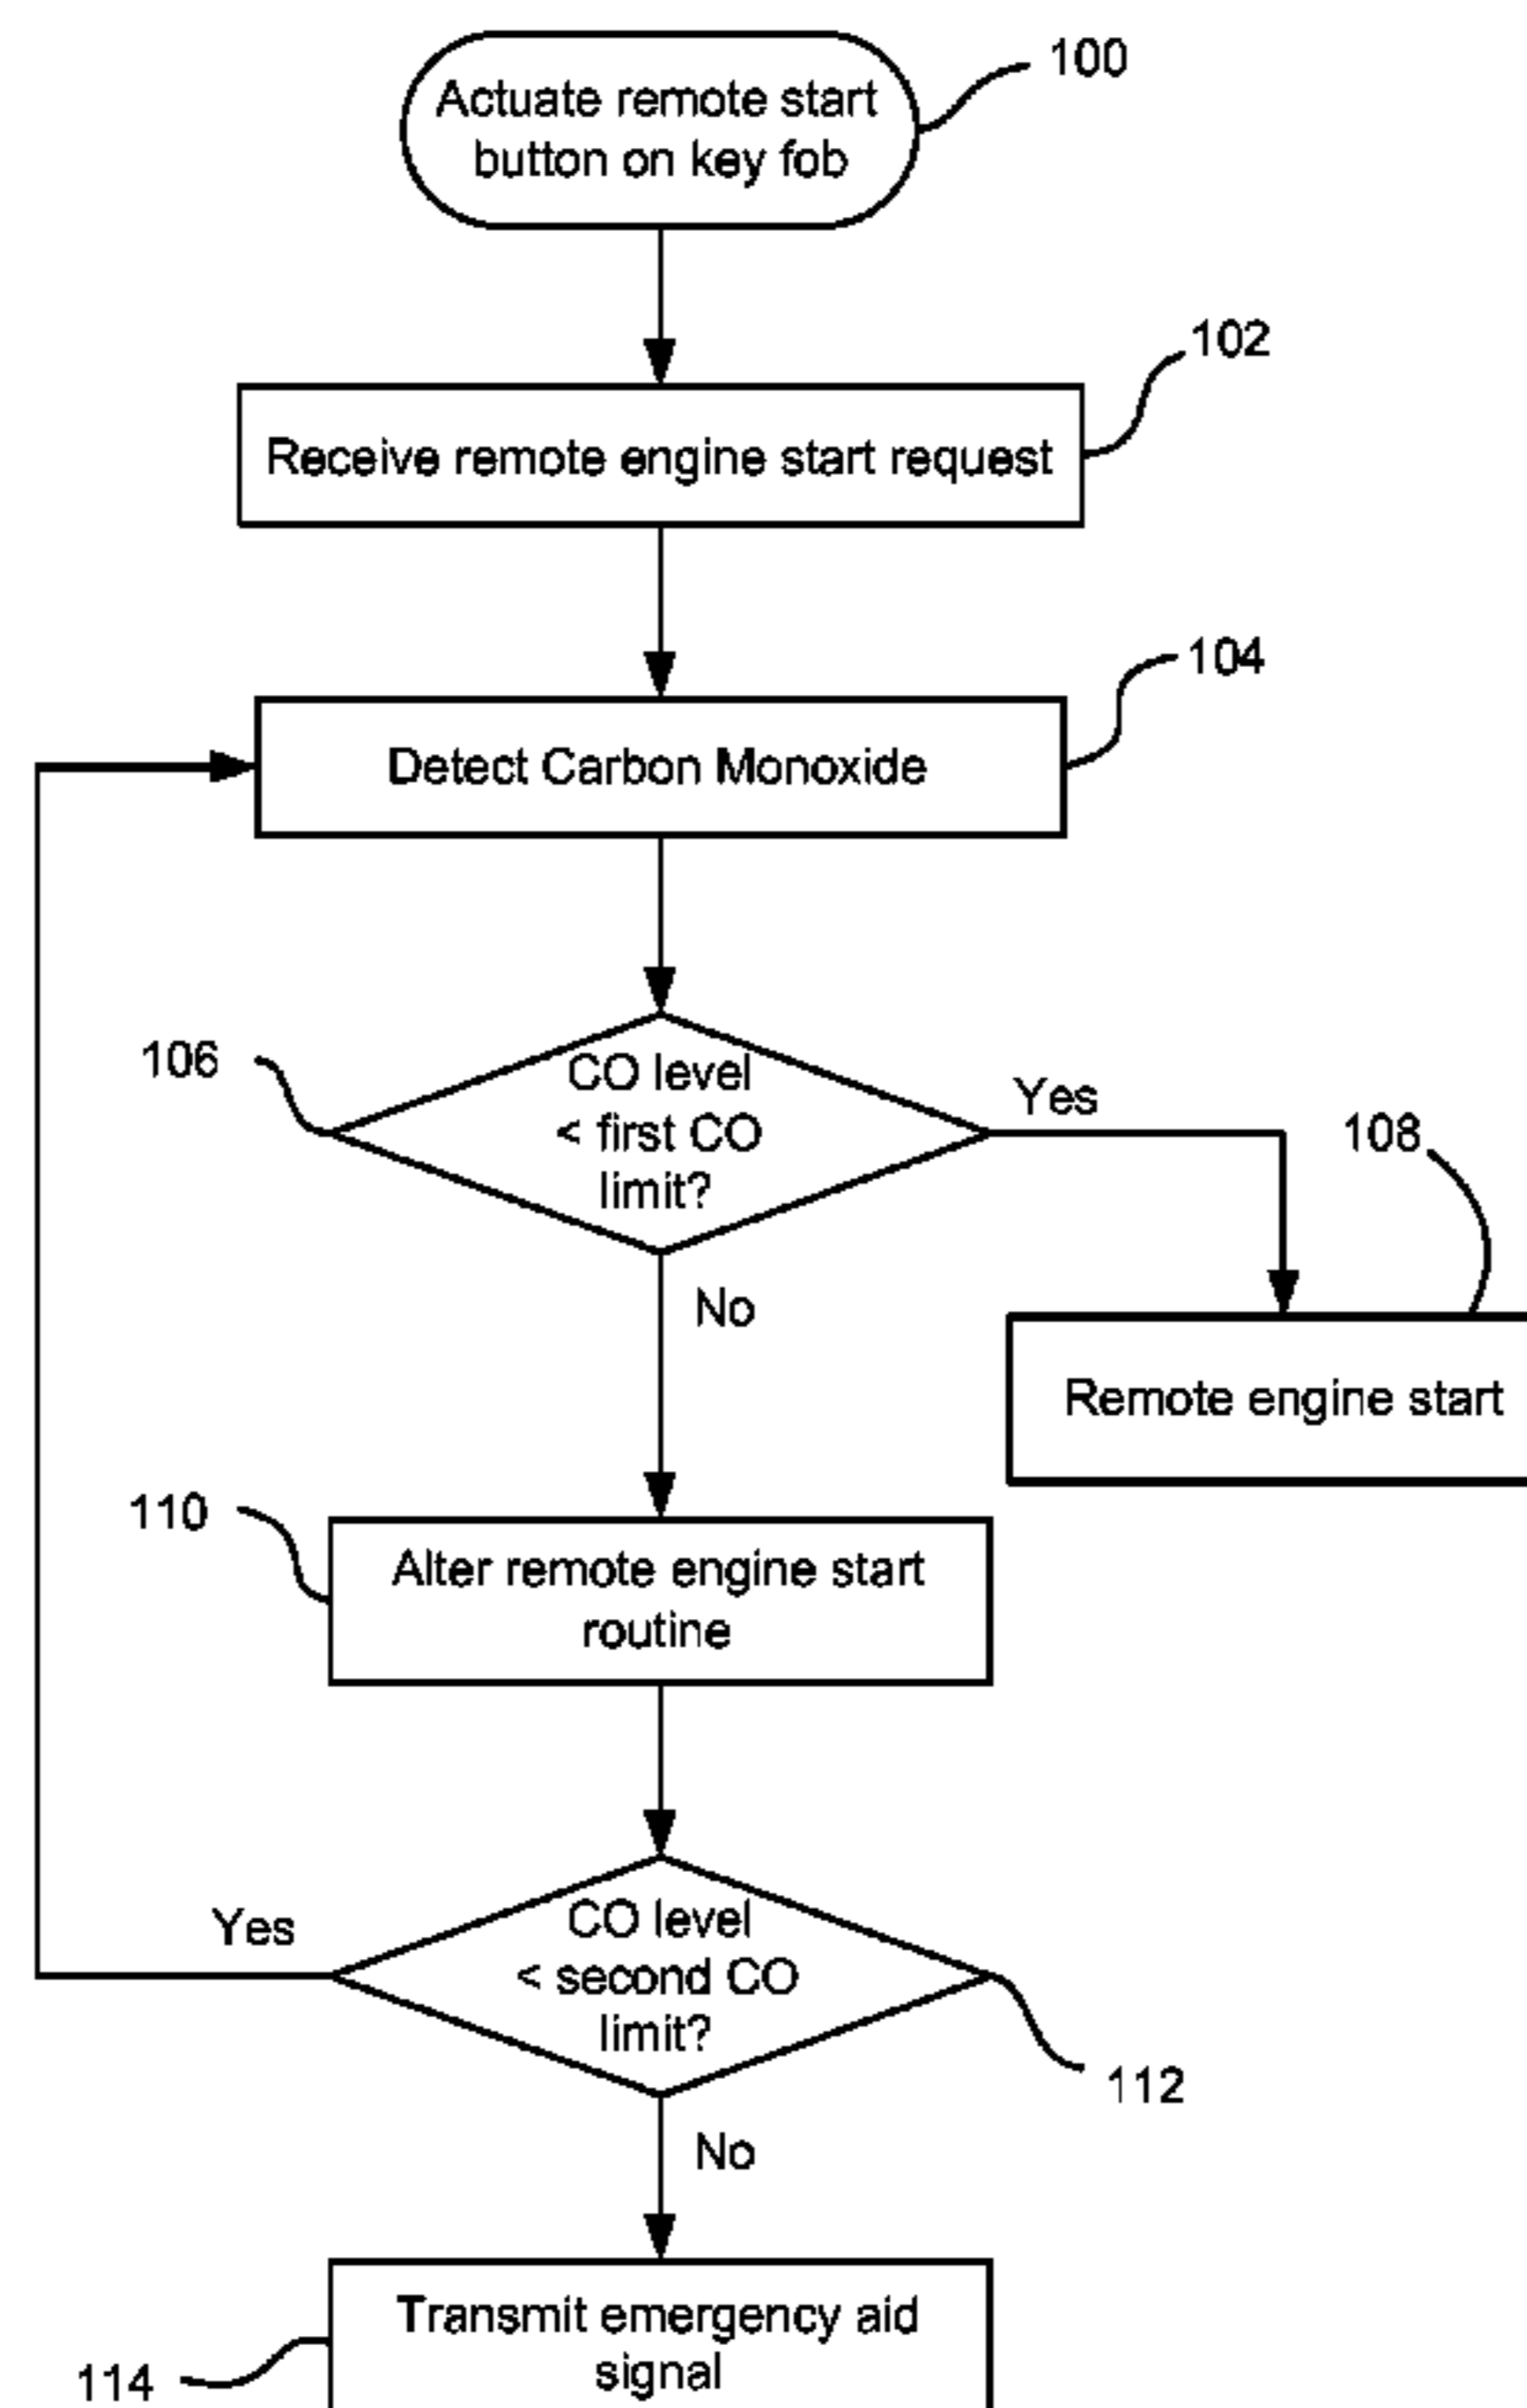 Actuate remote start
button on key fob
100
Receive remote engine start request
102
Detect Carbon Monoxide
104
CO level
< first CO
limit?
106
Yes
108
No
Remote engine start
110
Alter remote engine start
routine
Yes
CO level
< second CO
limit?
112
No
Transmit emergency aid
signal
114